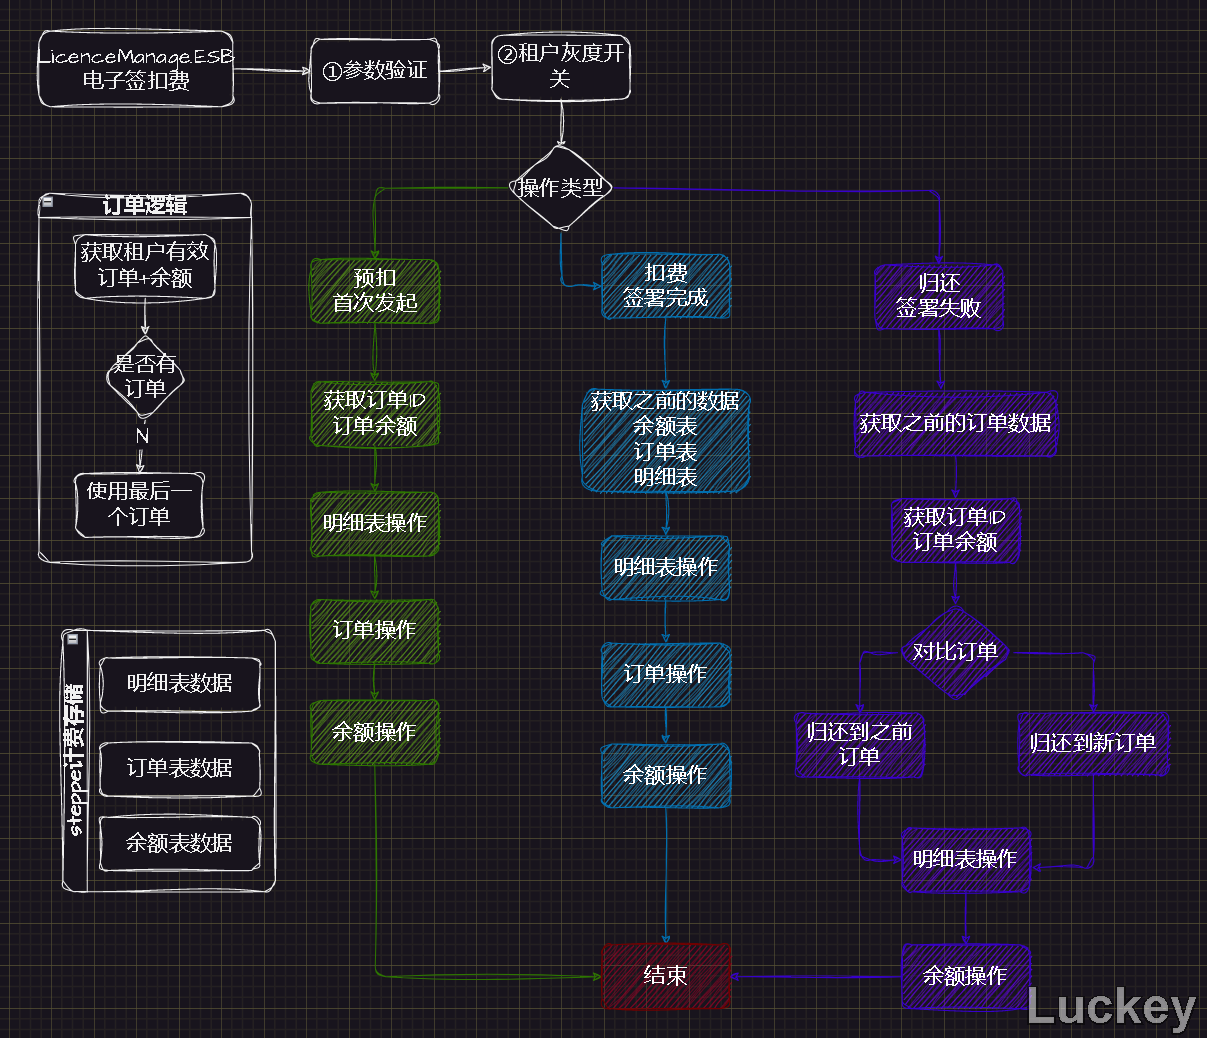 LicenceManage.ESB
电子签扣费
①参数验证
②租户灰度开
关
操作类型
订单逻辑
获取租户有效
订单+余额
是否有
订单
N
使用最后一
个订单
steppe计费存储
明细表数据
订单表数据
余额表数据
预扣
首次发起
获取订单ID
订单余额
明细表操作
订单操作
余额操作
扣费
签署完成
获取之前的数据
余额表
订单表
明细表
明细表操作
订单操作
余额操作
结束
归还
签署失败
获取之前的订单数据
获取订单ID
订单余额
对比订单
归还到之前
订单
归还到新订单
明细表操作
余额操作
Luckey